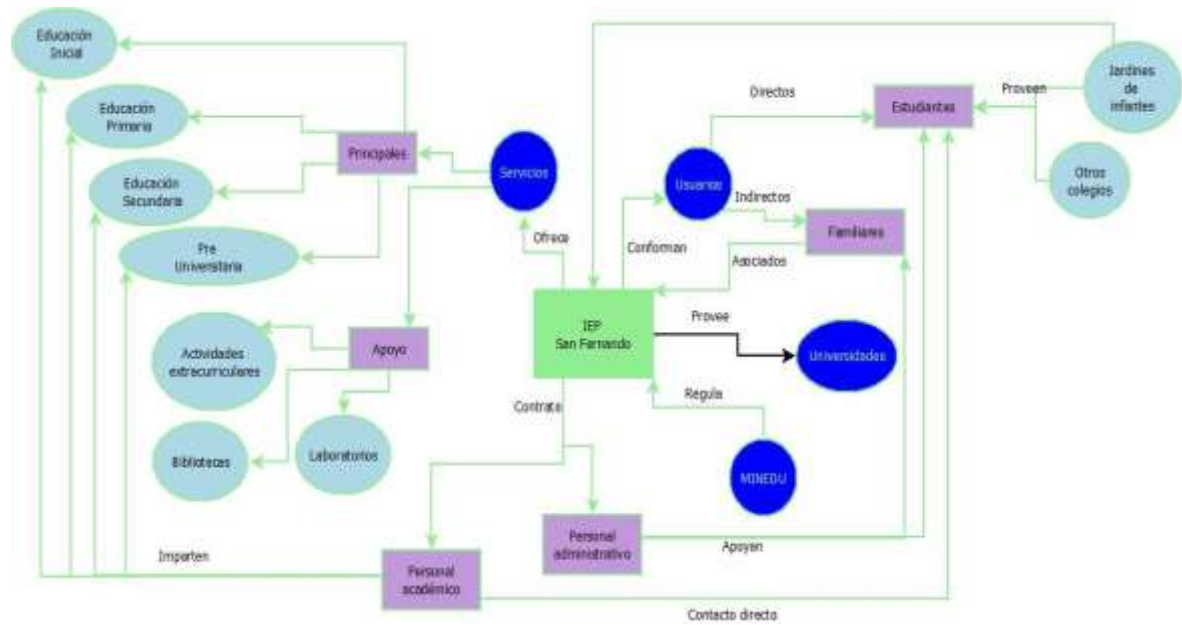 Educación
Inicial
Educación
Primaria
Educación
Secundaria
Pre
Universitaria
Principales
Servicios
Ofrece
Usuarios
Conforman
Directos
Indirectos
Asociados
Estudiantes
Proveen
Jardines
de
infantes
Otros
colegios
Familiares
IEP
San Fernando
Provee
Universidades
Regula
MINEDU
Contrato
Apoyo
Actividades
extracurriculares
Bibliotecas
Laboratorios
Personal
administrativo
Apoyan
Personal
académico
Imparten
Contacto directo